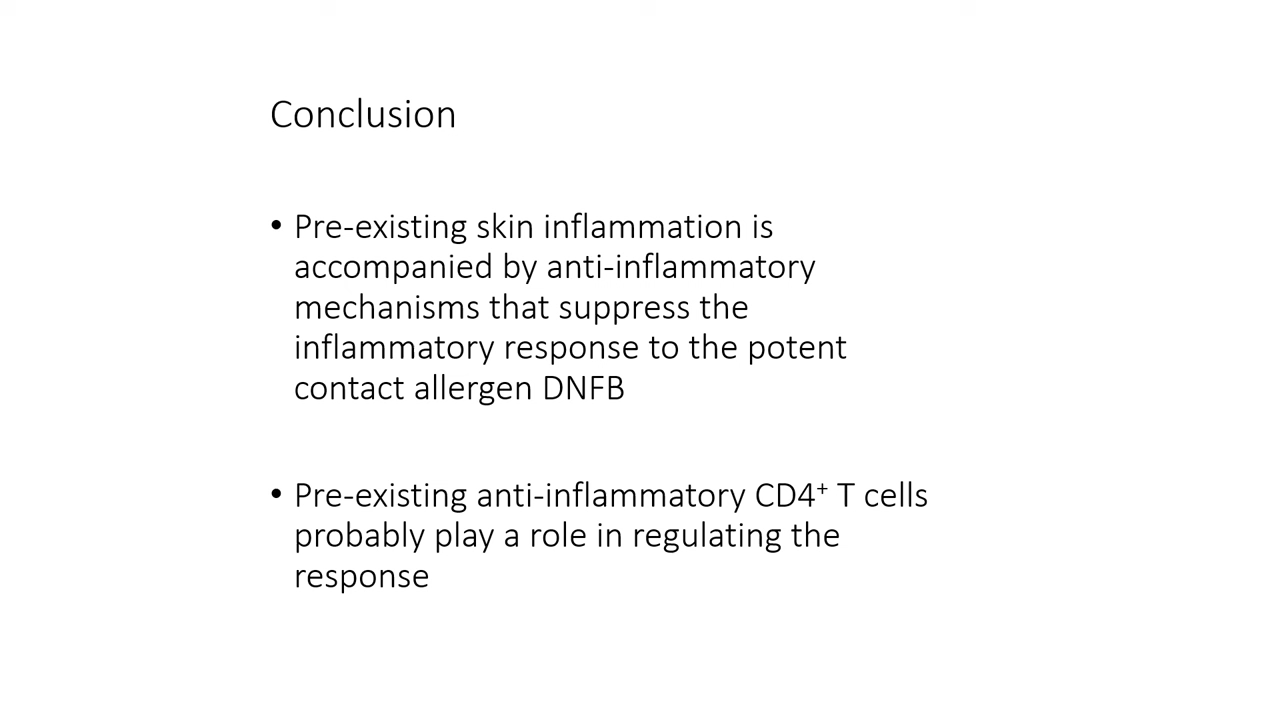 Conclusion
• Pre-existing skin inflammation is
accompanied by anti-inflammatory
mechanisms that suppress the
inflammatory response to the potent
contact allergen DNFB
• Pre-existing anti-inflammatory CD4⁺ T cells
probably play a role in regulating the
response